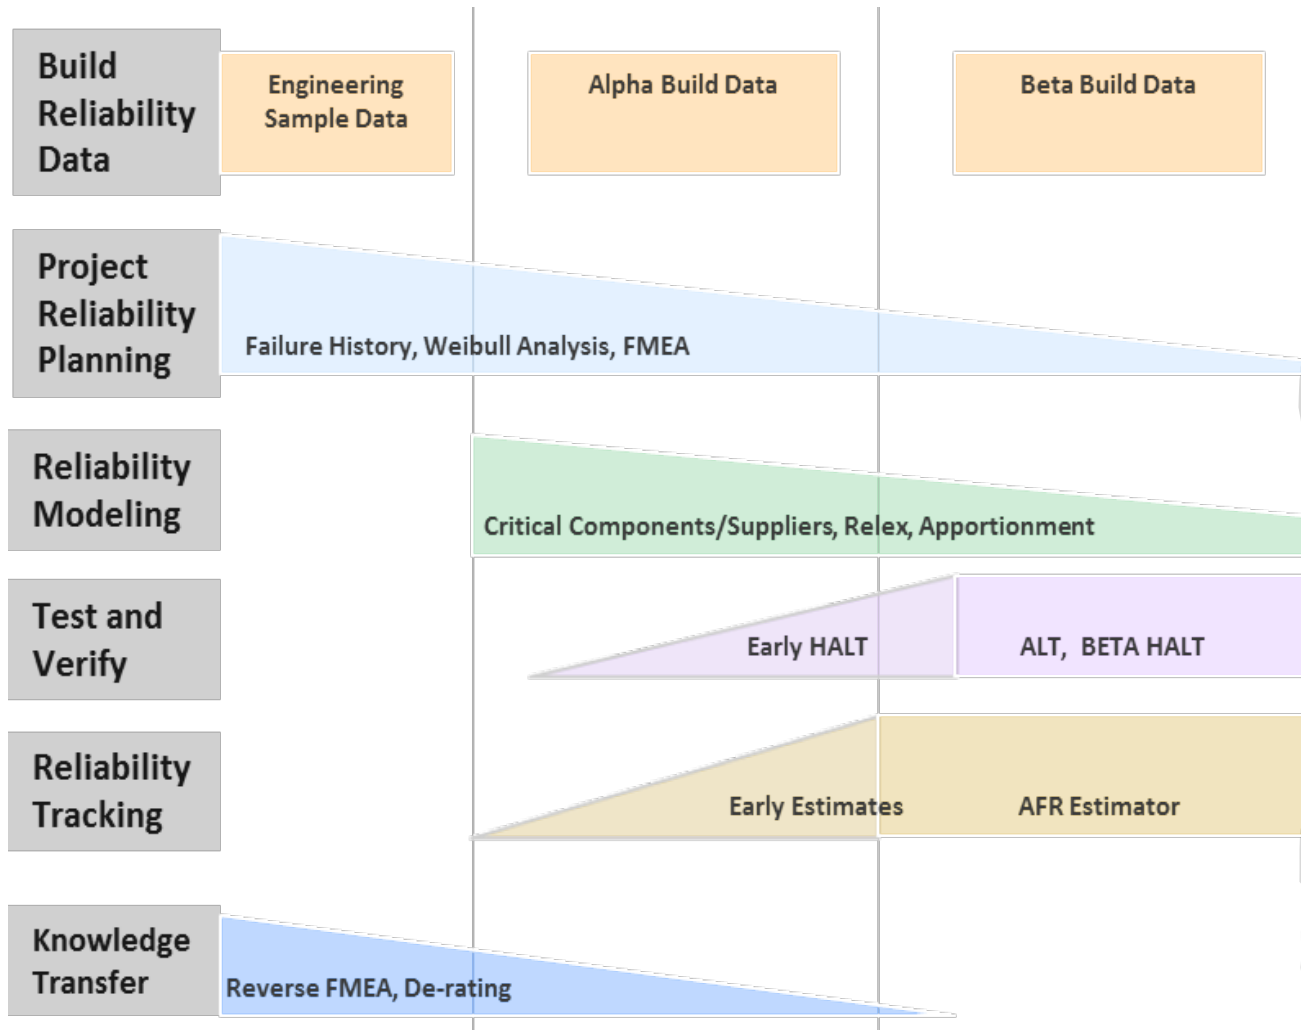 Build
Reliability
Data
Engineering
Sample Data
Alpha Build Data
Beta Build Data
Project
Reliability
Planning
Failure History, Weibull Analysis, FMEA
Reliability
Modeling
Critical Components/Suppliers, Relex, Apportionment
Test and
Verify
Early HALT
ALT, BETA HALT
Reliability
Tracking
Early Estimates
AFR Estimator
Knowledge
Transfer
Reverse FMEA, De-rating